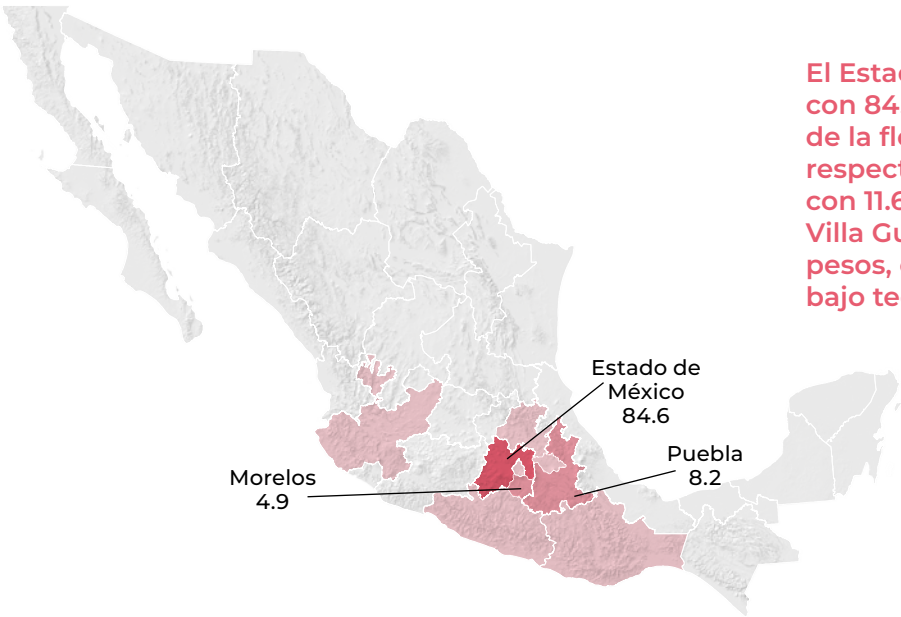 El Esta
con 84
de la fl
respect
con 11.6
Villa Gu
pesos,
bajo te
Estado de
México
84.6
Puebla
8.2
Morelos
4.9